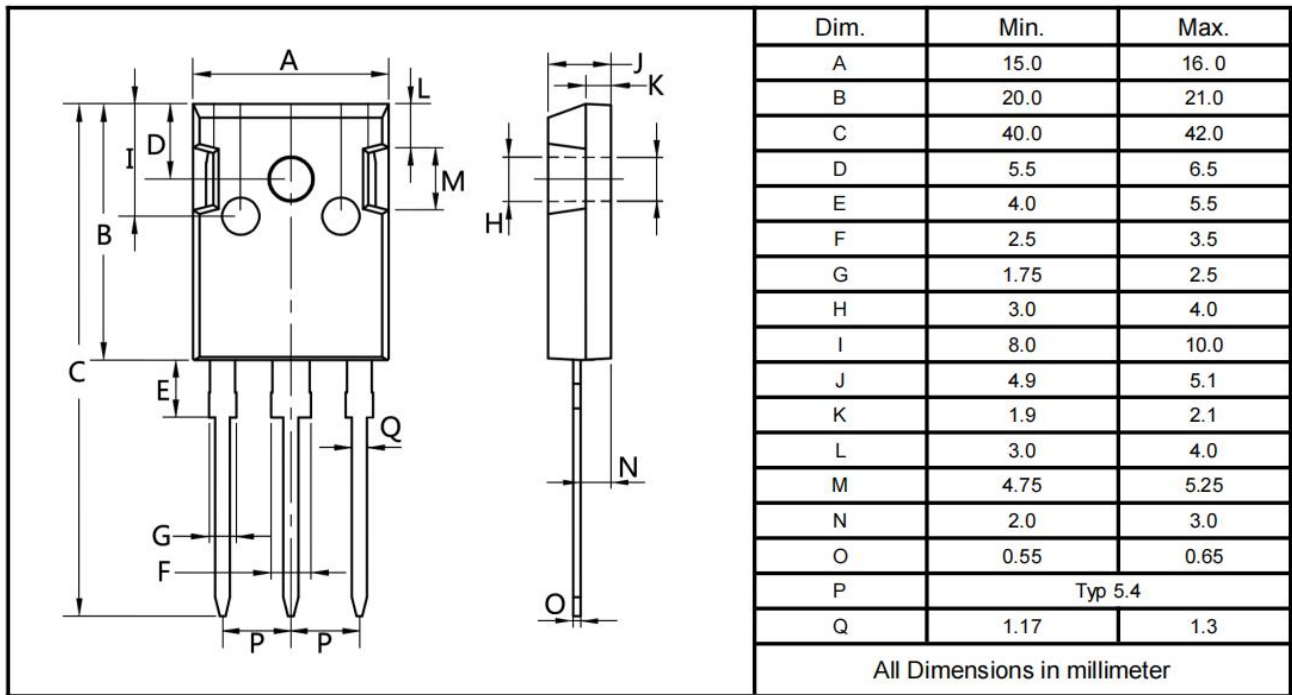 A
L
J
K
D
I
M
H
B
C
E
Q
N
G
F
O
P P
Dim. Min. Max.
A 15.0 16. 0
B 20.0 21.0
C 40.0 42.0
D 5.5 6.5
E 4.0 5.5
F 2.5 3.5
G 1.75 2.5
H 3.0 4.0
I 8.0 10.0
J 4.9 5.1
K 1.9 2.1
L 3.0 4.0
M 4.75 5.25
N 2.0 3.0
O 0.55 0.65
P Typ 5.4
Q 1.17 1.3
All Dimensions in millimeter